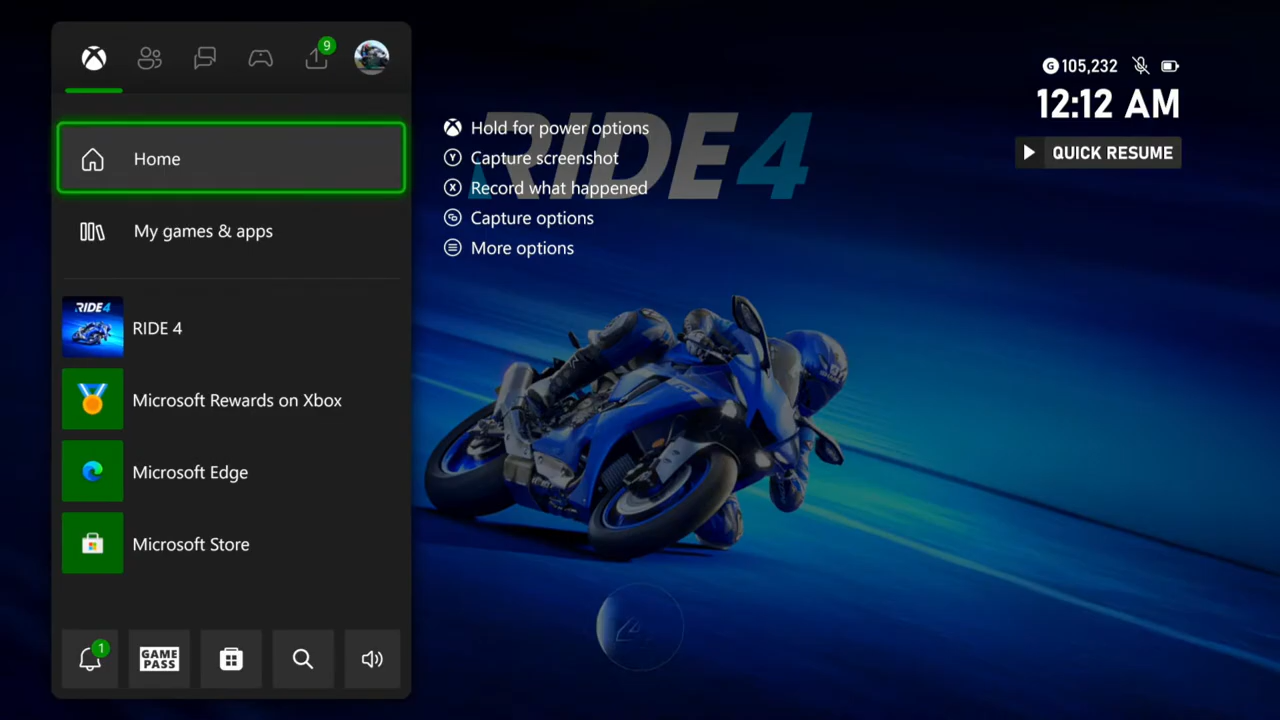 9
105,232
12:12 AM
QUICK RESUME
Home
My games & apps
RIDE 4
Microsoft Rewards on Xbox
Microsoft Edge
Microsoft Store
1
GAME
PASS
RIDE 4
Hold for power options
Y Capture screenshot
X Record what happened
Capture options
More options
RIDE4
G